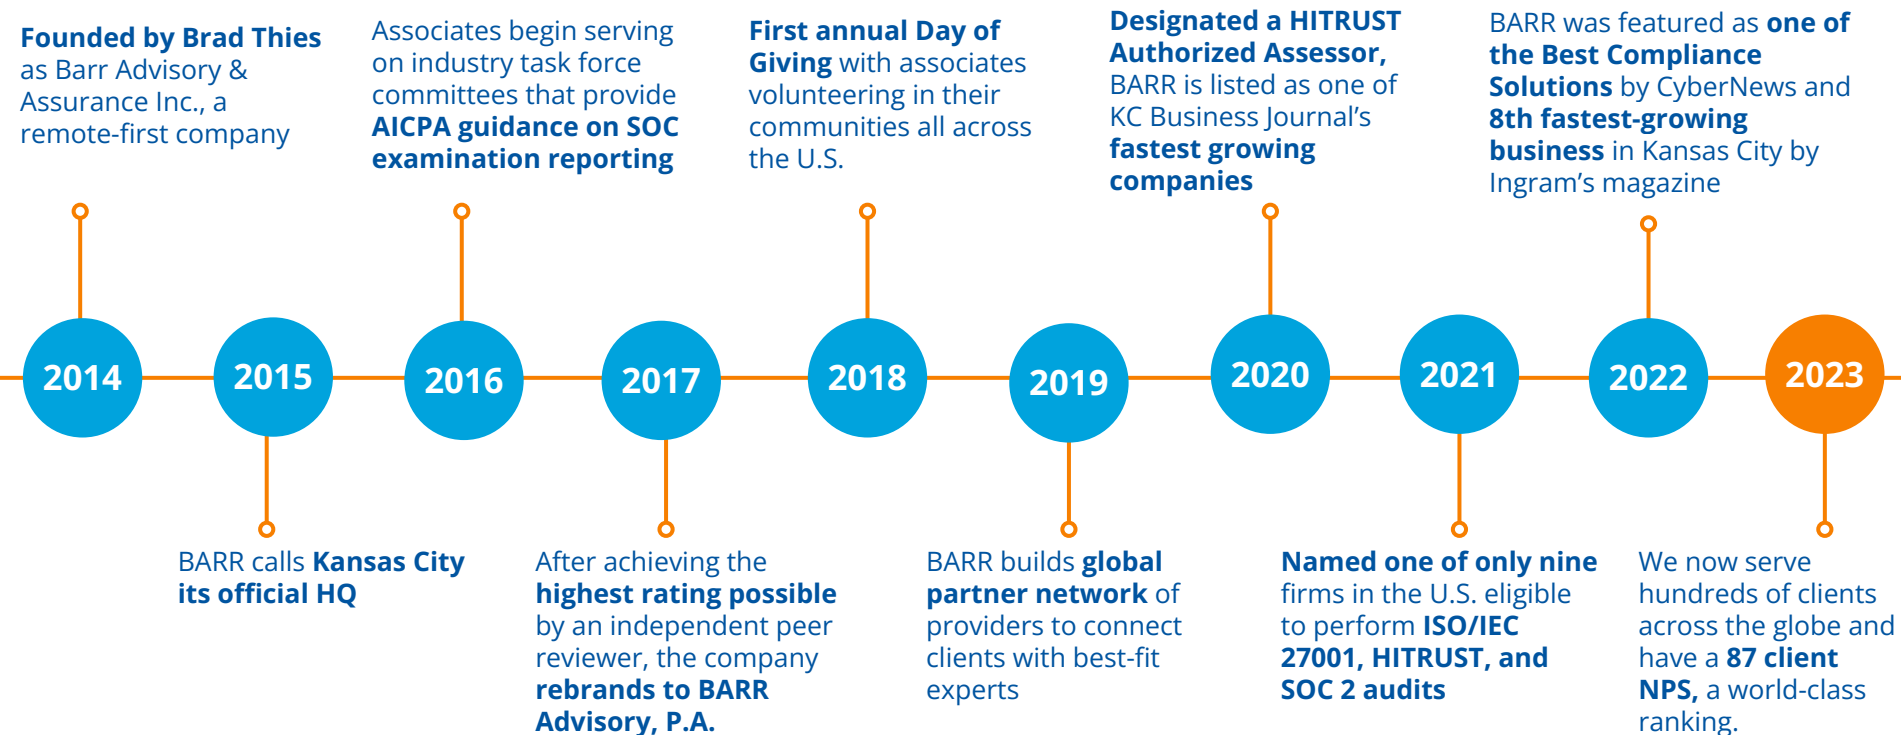 Founded by Brad Thies
as Barr Advisory &
Assurance Inc., a
remote-first company
Associates begin serving
on industry task force
committees that provide
AICPA guidance on SOC
examination reporting
First annual Day of
Giving with associates
volunteering in their
communities all across
the U.S.
Designated a HITRUST
Authorized Assessor,
BARR is listed as one of
KC Business Journal’s
fastest growing
companies
BARR was featured as one of
the Best Compliance
Solutions by CyberNews and
8th fastest-growing
business in Kansas City by
Ingram’s magazine
2014
2015
2016
2017
2018
2019
2020
2021
2022
2023
BARR calls Kansas City
its official HQ
After achieving the
highest rating possible
by an independent peer
reviewer, the company
rebrands to BARR
Advisory, P.A.
BARR builds global
partner network of
providers to connect
clients with best-fit
experts
Named one of only nine
firms in the U.S. eligible
to perform ISO/IEC
27001, HITRUST, and
SOC 2 audits
We now serve
hundreds of clients
across the globe and
have a 87 client
NPS, a world-class
ranking.